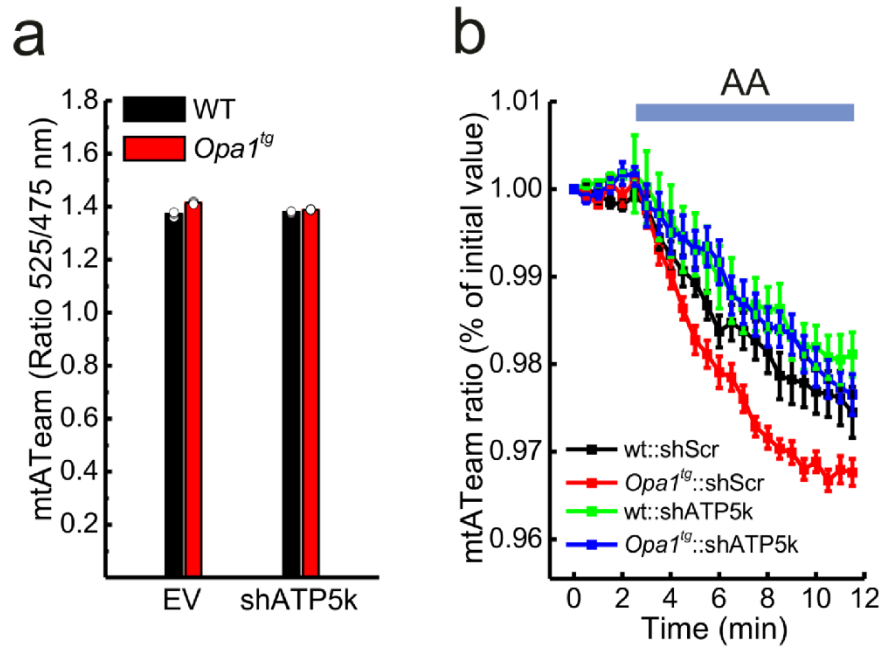 a
mtATeam (Ratio 525/475 nm)
1.8
1.6
1.4
1.2
1.0
0.8
0.6
0.4
0.2
WT
Opa1tg
EV
shATP5k
b
AA
mtATeam ratio (% of initial value)
1.01
1.00
0.99
0.98
0.97
0.96
wt::shScr
Opa1tg::shScr
wt::shATP5k
Opa1tg::shATP5k
0 2 4 6 8 10 12
Time (min)